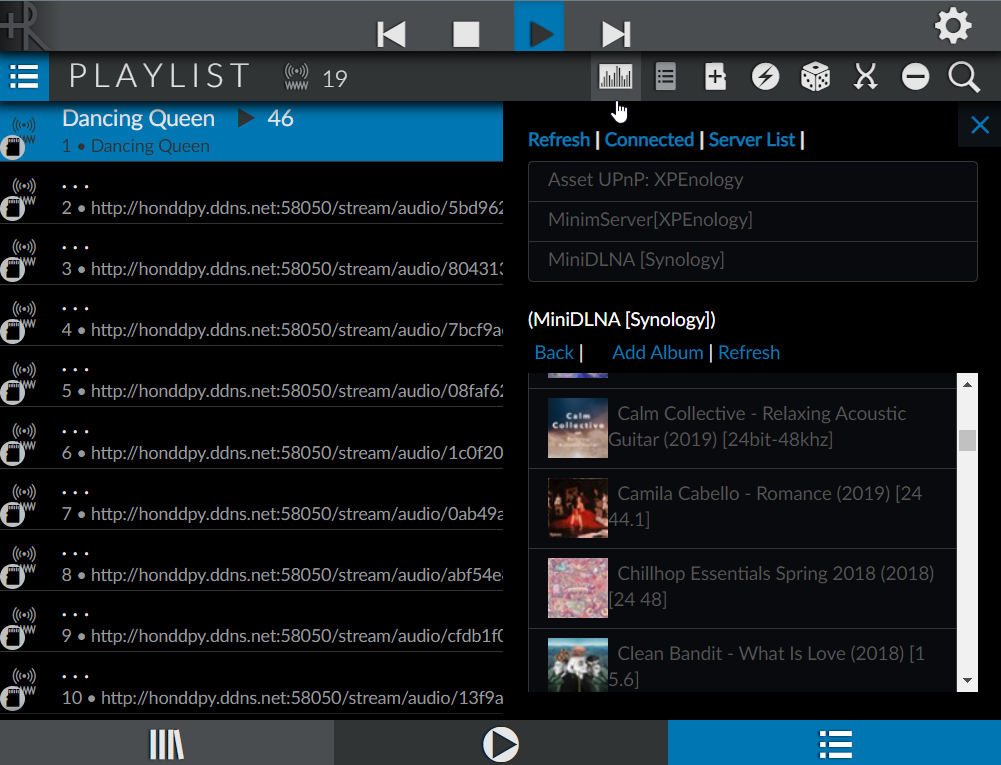 +R
PLAYLIST 19
Dancing Queen 46
1 • Dancing Queen
...
2 • http://honddpy.ddns.net:58050/stream/audio/5bd962
...
3 • http://honddpy.ddns.net:58050/stream/audio/804313
...
4 • http://honddpy.ddns.net:58050/stream/audio/7bcf9a
...
5 • http://honddpy.ddns.net:58050/stream/audio/08faf62
...
6 • http://honddpy.ddns.net:58050/stream/audio/1c0f20
...
7 • http://honddpy.ddns.net:58050/stream/audio/0ab49a
...
8 • http://honddpy.ddns.net:58050/stream/audio/abf54e
...
9 • http://honddpy.ddns.net:58050/stream/audio/cfdb1f0
...
10 • http://honddpy.ddns.net:58050/stream/audio/13f9a
Refresh | Connected | Server List |
Asset UPnP: XPEnology
MinimServer[XPEnology]
MiniDLNA [Synology]
(MiniDLNA [Synology])
Back | Add Album | Refresh
Calm
Collective
Calm Collective - Relaxing Acoustic
Guitar (2019) [24bit-48khz]
Camila Cabello - Romance (2019) [24
44.1]
Chillhop Essentials Spring 2018 (2018)
[24 48]
Clean Bandit - What Is Love (2018) [1
5.6]